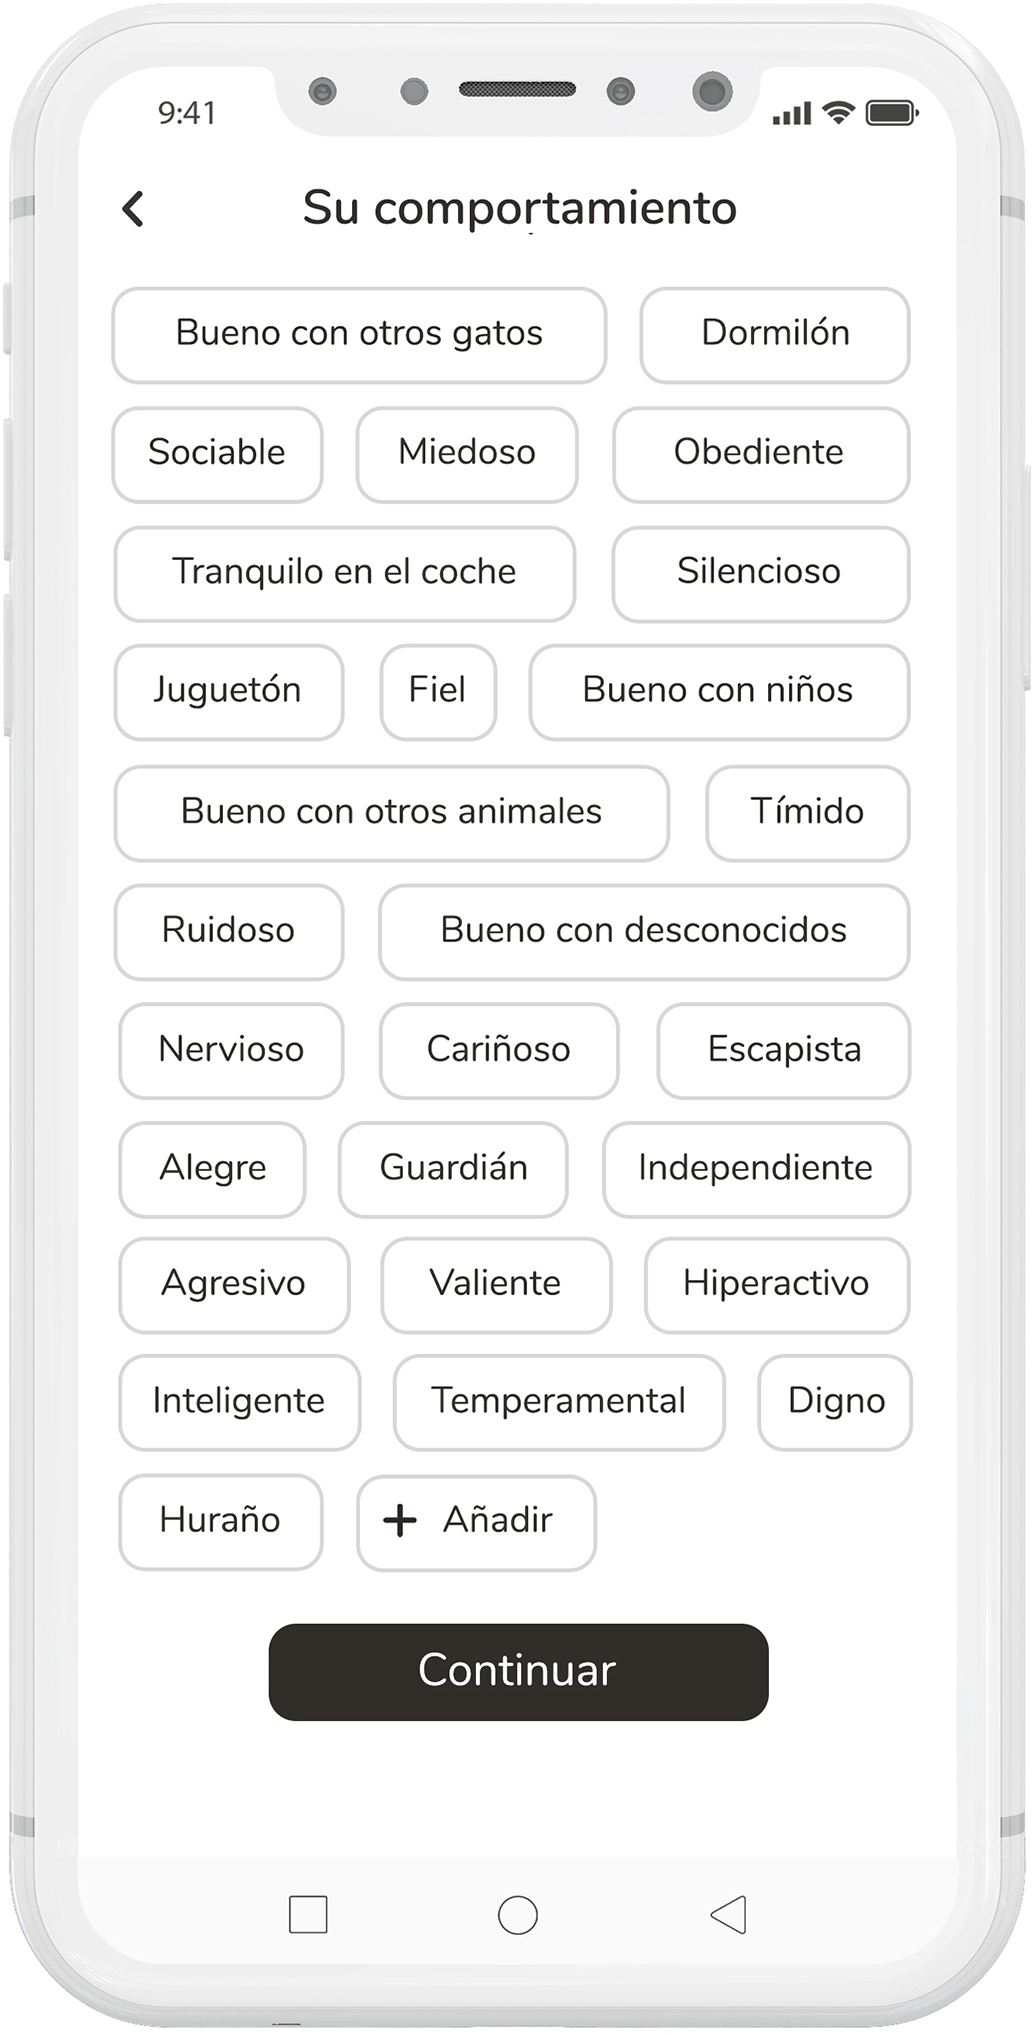 9:41
Su comportamiento
Bueno con otros gatos Dormilón
Sociable Miedoso Obediente
Tranquilo en el coche Silencioso
Juguetón Fiel Bueno con niños
Bueno con otros animales Tímido
Ruidoso Bueno con desconocidos
Nervioso Cariñoso Escapista
Alegre Guardián Independiente
Agresivo Valiente Hiperactivo
Inteligente Temperamental Digno
Huraño + Añadir
Continuar